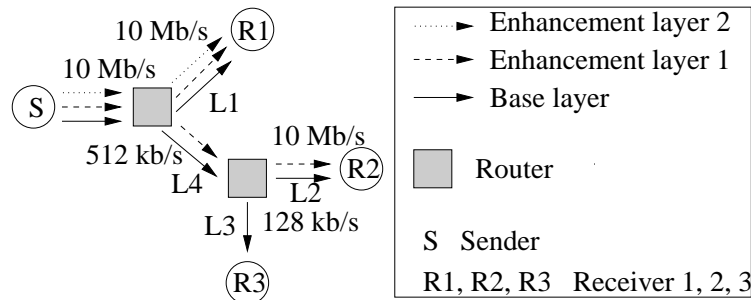 10 Mb/s
R1
10 Mb/s
S
L1
512 kb/s
L4
10 Mb/s
R2
L2
L3
128 kb/s
R3
Enhancement layer 2
Enhancement layer 1
Base layer
Router
S Sender
R1, R2, R3 Receiver 1, 2, 3